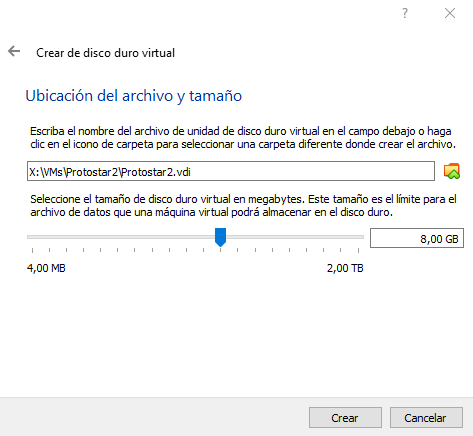 ?
Crear de disco duro virtual
Ubicación del archivo y tamaño
Escriba el nombre del archivo de unidad de disco duro virtual en el campo debajo o haga
clic en el icono de carpeta para seleccionar una carpeta diferente donde crear el archivo.
X:\VMs\Protostar2\Protostar2.vdi
Seleccione el tamaño de disco duro virtual en megabytes. Este tamaño es el límite para el
archivo de datos que una máquina virtual podrá almacenar en el disco duro.
8,00 GB
4,00 MB 2,00 TB
Crear Cancelar